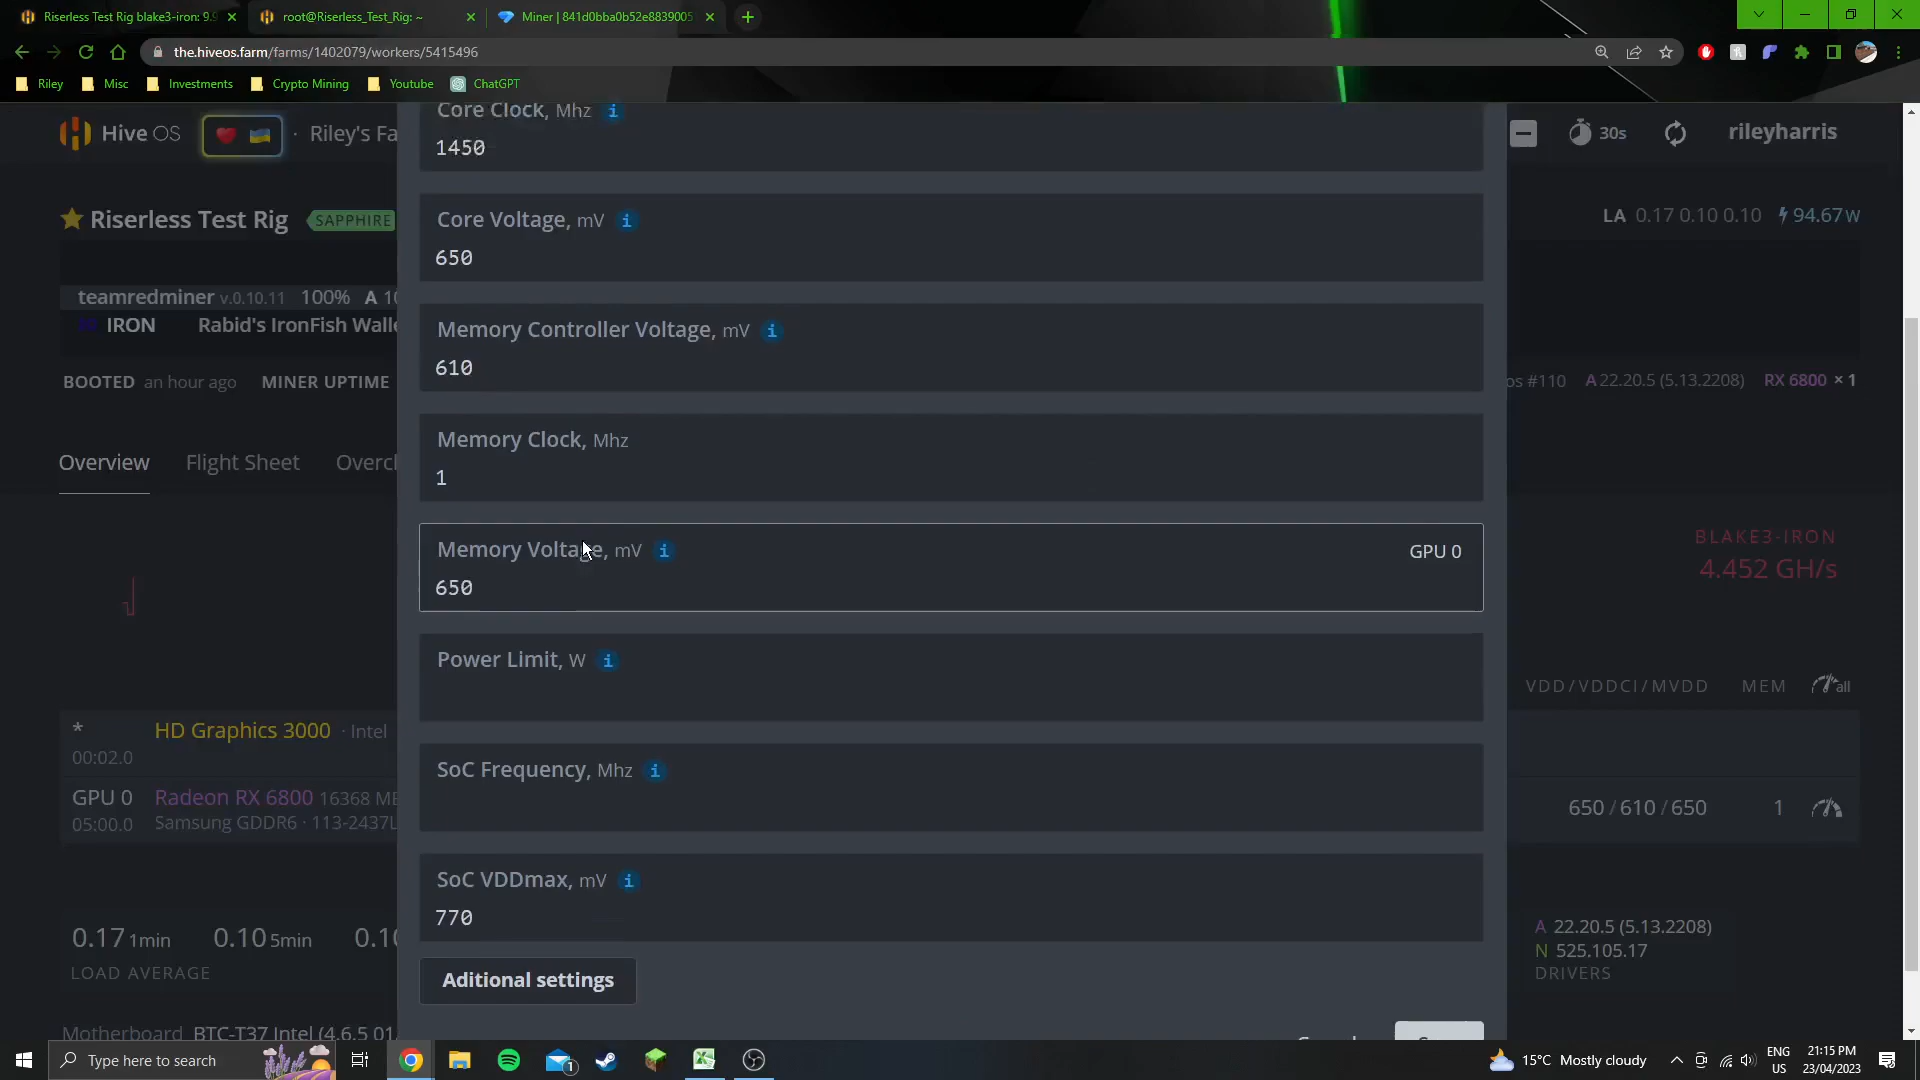 Riserless Test Rig blake3-iron: 9.9
root@Riserless_Test_Rig: ~
Miner | 841d0bba0b52e8839005
the.hiveos.farm/farms/1402079/workers/5415496
Riley
Misc
Investments
Crypto Mining
Youtube
ChatGPT
Hive OS
· Riley's Fa
30s
rileyharris
Core Clock, Mhz
1450
Riserless Test Rig
SAPPHIRE
LA 0.17 0.10 0.10
94.67 W
Core Voltage, mV
650
teamredminer v.0.10.11 100% A 10
IRON Rabid's IronFish Walle
Memory Controller Voltage, mV
610
BOOTED an hour ago MINER UPTIME
os #110 A 22.20.5 (5.13.2208) RX 6800 × 1
Overview
Flight Sheet
Overcl
Memory Clock, Mhz
1
Memory Voltage, mV
GPU 0
650
BLAKE3-IRON
4.452 GH/s
Power Limit, W
VDD/VDDCI/MVDD MEM all
* HD Graphics 3000 · Intel
00:02.0
SoC Frequency, Mhz
GPU 0 Radeon RX 6800 16368 ME
05:00.0 Samsung GDDR6 · 113-2437L
650 / 610 / 650 1
SoC VDDmax, mV
770
0.17 1min 0.10 5min 0.10
LOAD AVERAGE
A 22.20.5 (5.13.2208)
N 525.105.17
DRIVERS
Aditional settings
Motherboard BTC-T37 Intel (4.6.5 01
Type here to search
1
15°C Mostly cloudy
ENG
US
21:15 PM
23/04/2023